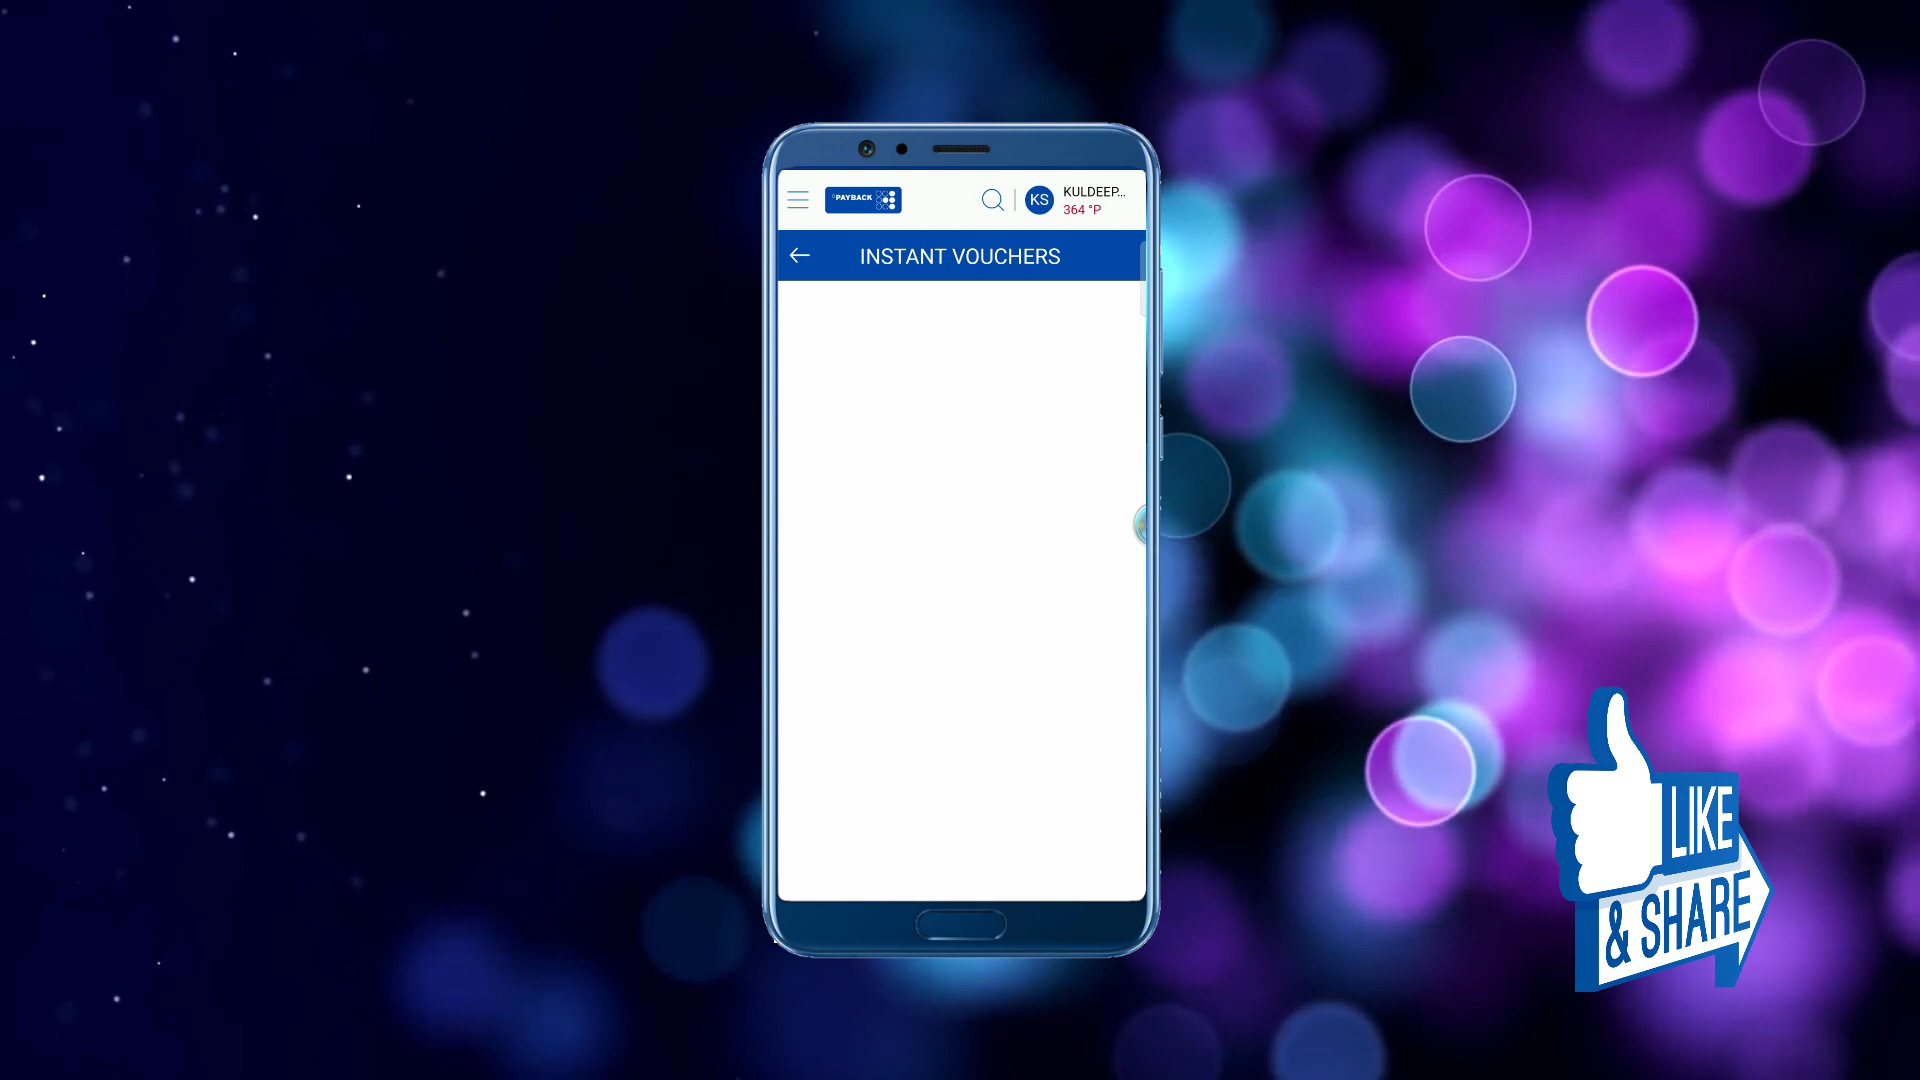 PAYBACK
KS
KULDEEP...
364 °P
INSTANT VOUCHERS
LIKE
& SHARE